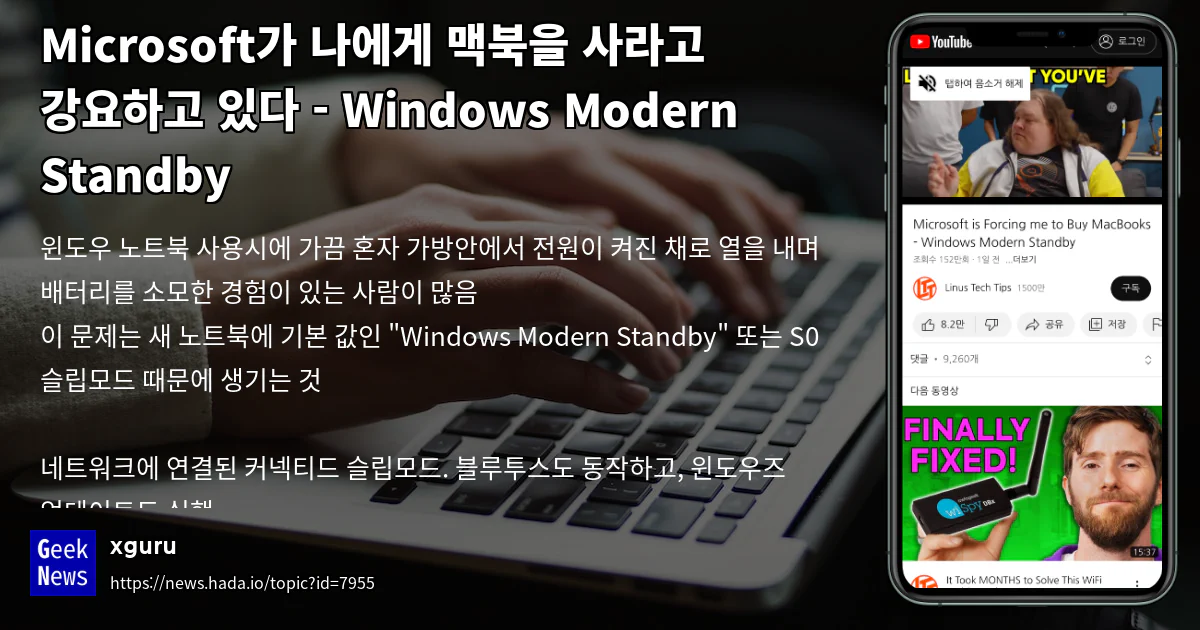 Microsoft가 나에게 맥북을 사라고
강요하고 있다 - Windows Modern
Standby
윈도우 노트북 사용시에 가끔 혼자 가방안에서 전원이 켜진 채로 열을 내며
배터리를 소모한 경험이 있는 사람이 많음
이 문제는 새 노트북에 기본 값인 "Windows Modern Standby" 또는 S0
슬립모드 때문에 생기는 것
네트워크에 연결된 커넥티드 슬립모드. 블루투스도 동작하고, 윈도우즈
Geek
News
xguru
https://news.hada.io/topic?id=7955
YouTube
로그인
탭하여 음소거 해제
T YOU'VE
Microsoft is Forcing me to Buy MacBooks
- Windows Modern Standby
조회수 152만회 · 1일 전 ...더보기
Linus Tech Tips 1500만
구독
8.2만
공유
저장
댓글 • 9,260개
다음 동영상
FINALLY
FIXED!
wi spy DBx
15:37
It Took MONTHS to Solve This WiFi